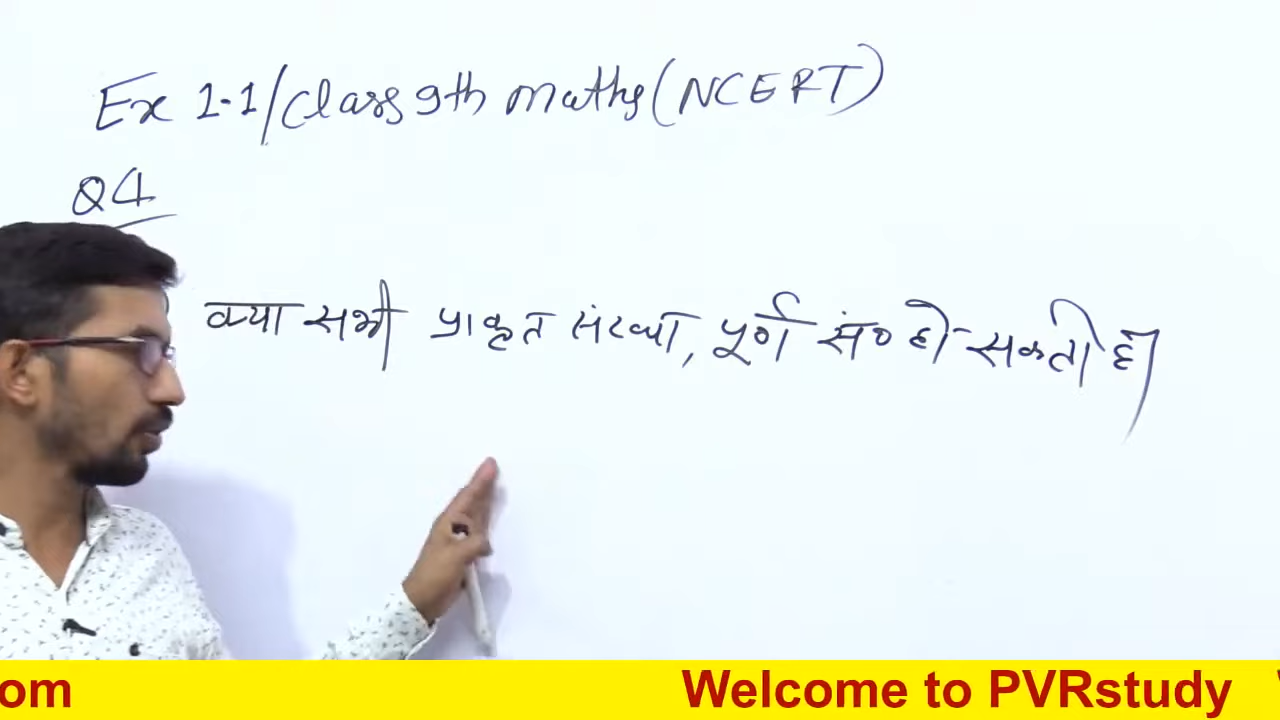 Ex 1.1/Class 9th maths (NCERT)
Q4
क्या सभी प्राकृत संख्या, पूर्ण सं० हो सकती है।
om
Welcome to PVRstudy